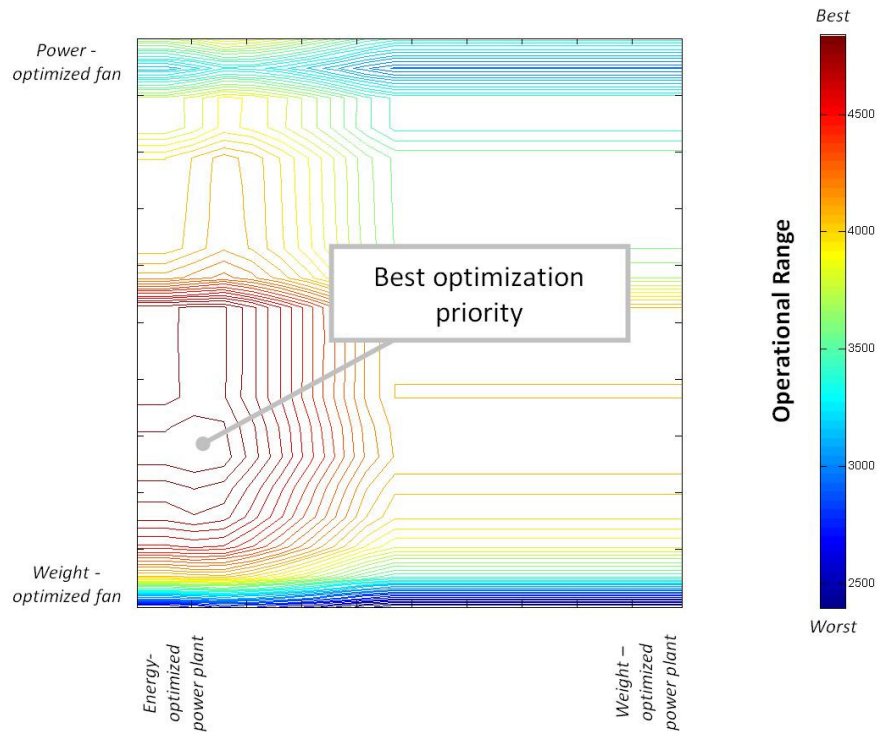 Best
Power -
optimized fan
4500
Best optimization
priority
4000
Operational Range
3500
3000
Weight -
optimized fan
2500
Worst
Energy-
optimized
power plant
Weight –
optimized
power plant